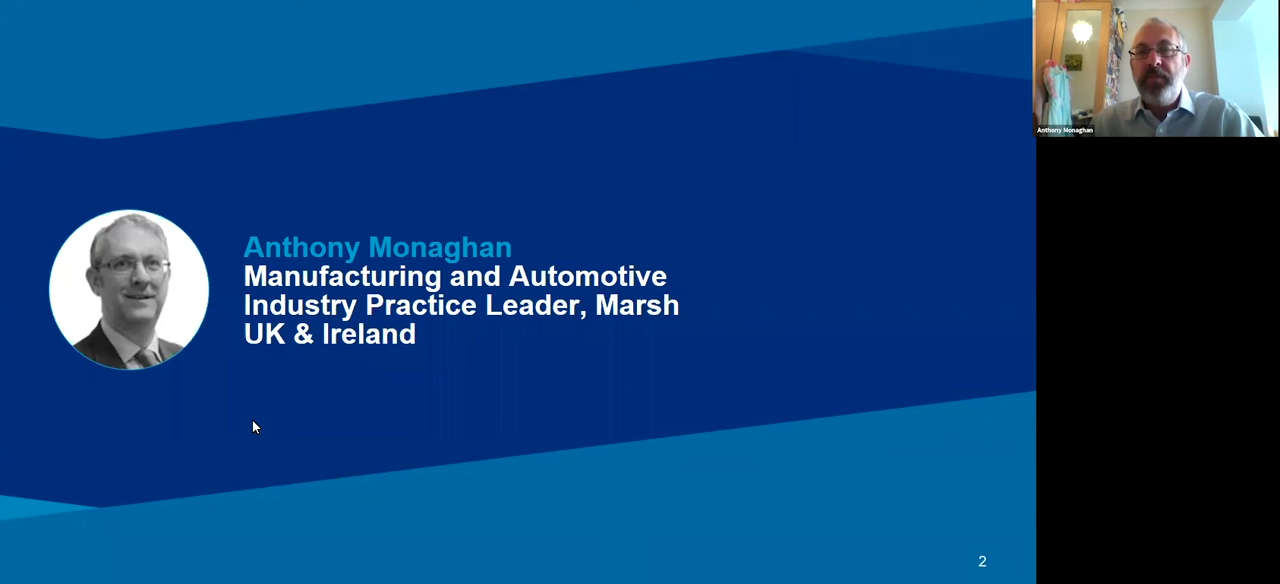 Anthony Monaghan
Manufacturing and Automotive
Industry Practice Leader, Marsh
UK & Ireland
2
Anthony Monaghan